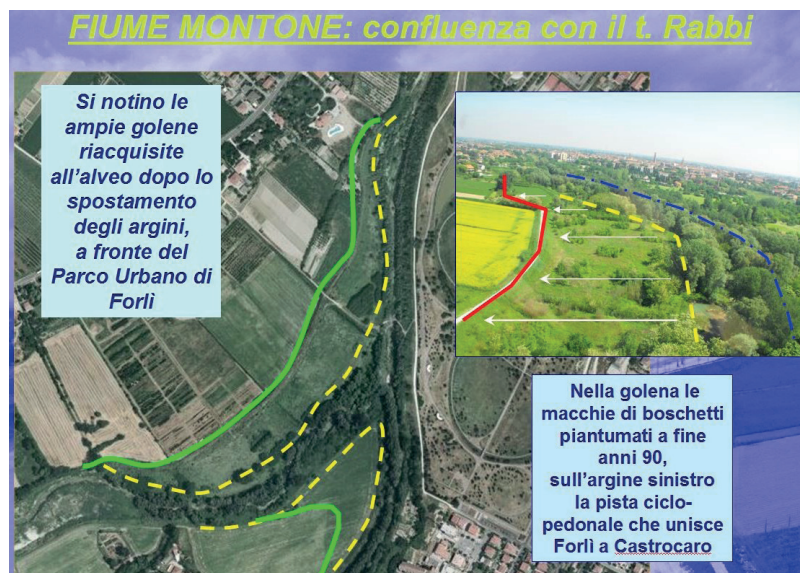 FIUME MONTONE: confluenza con il t. Rabbi
Si notino le
ampie golene
riacquisite
all'alveo dopo lo
spostamento
degli argini,
a fronte del
Parco Urbano di
Forlì
Nella golena le
macchie di boschetti
piantumati a fine
anni 90,
sull'argine sinistro
la pista ciclo-
pedonale che unisce
Forlì a Castrocaro